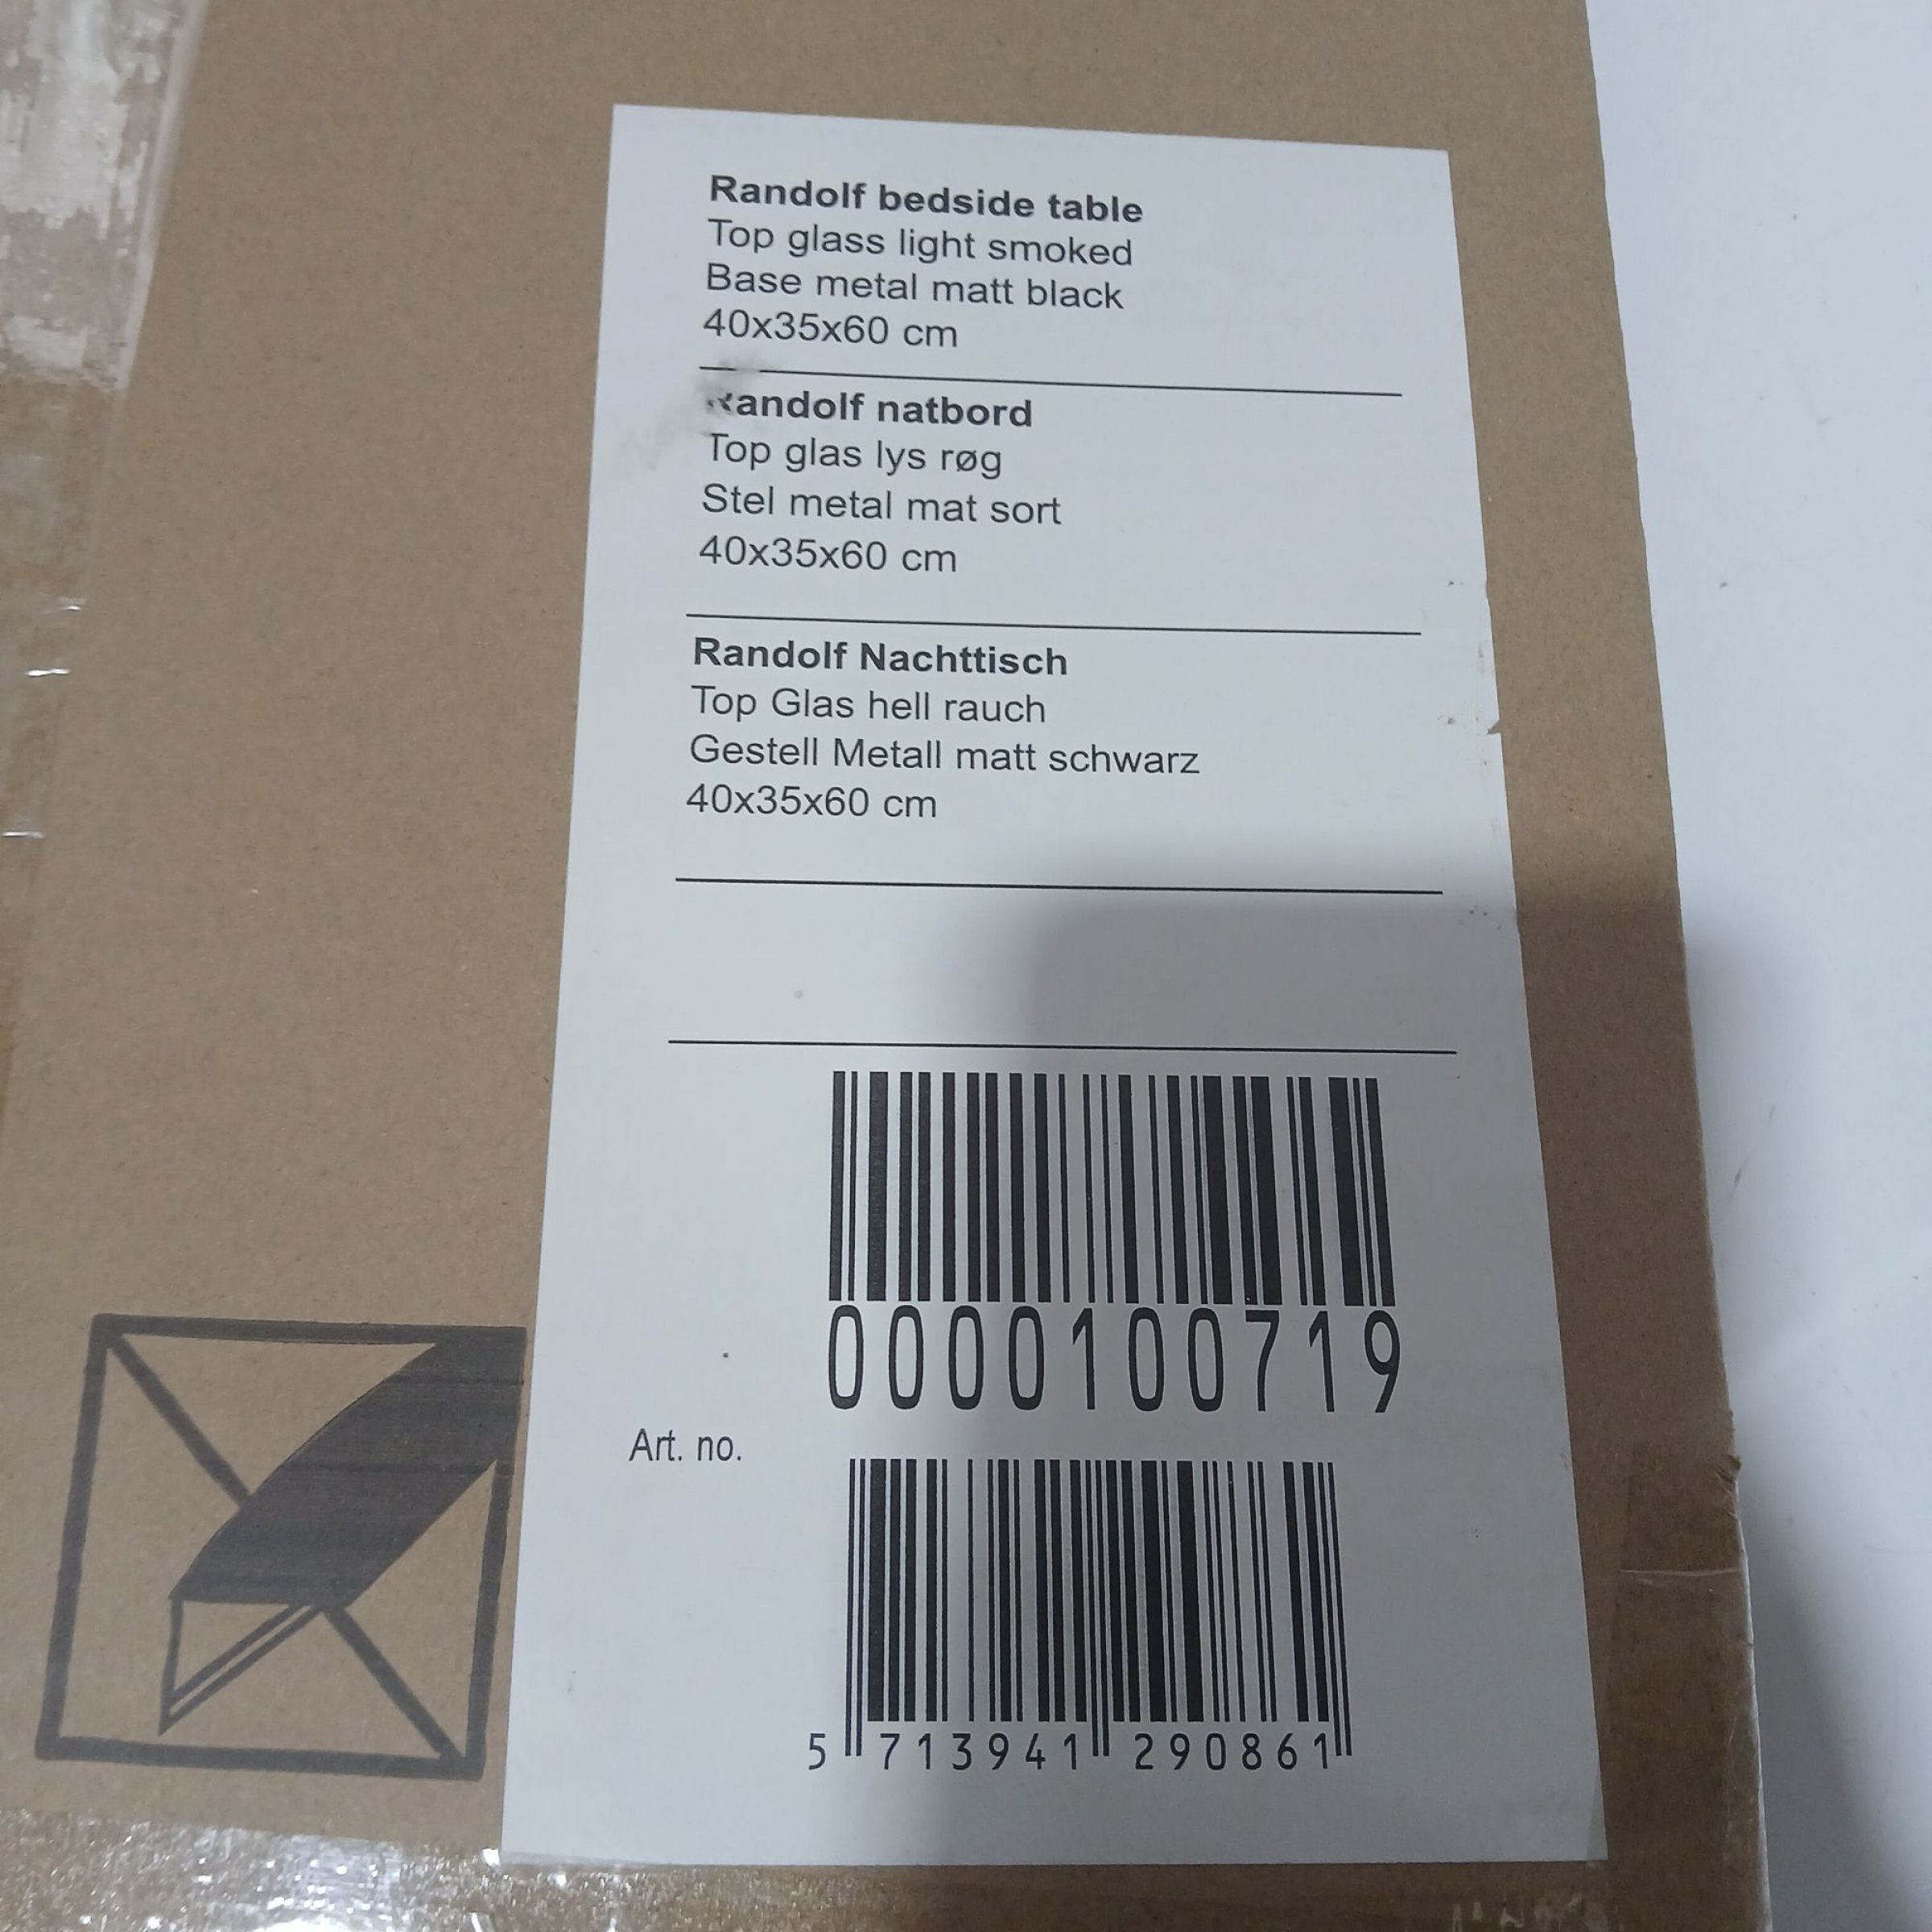 Randolf bedside table
Top glass light smoked
Base metal matt black
40x35x60 cm
Randolf natbord
Top glas lys røg
Stel metal mat sort
40x35x60 cm
Randolf Nachttisch
Top Glas hell rauch
Gestell Metall matt schwarz
40x35x60 cm
0000100719
Art. no.
5 713941 290861